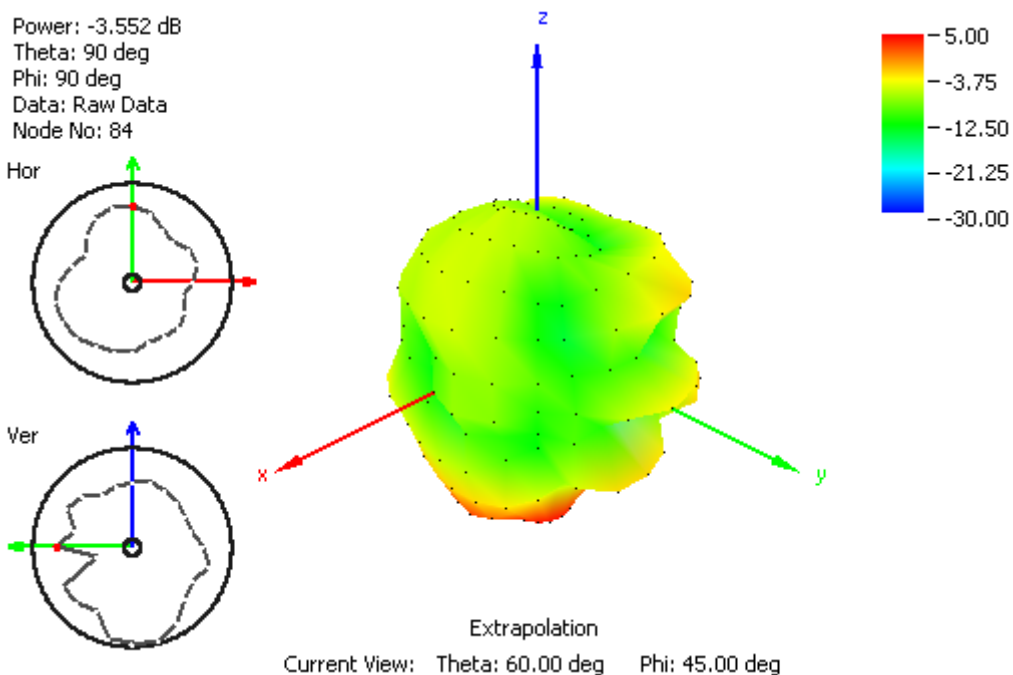 Power: -3.552 dB
Theta: 90 deg
Phi: 90 deg
Data: Raw Data
Node No: 84
Hor
Ver
z
x
y
5.00
-3.75
-12.50
-21.25
-30.00
Extrapolation
Current View: Theta: 60.00 deg Phi: 45.00 deg